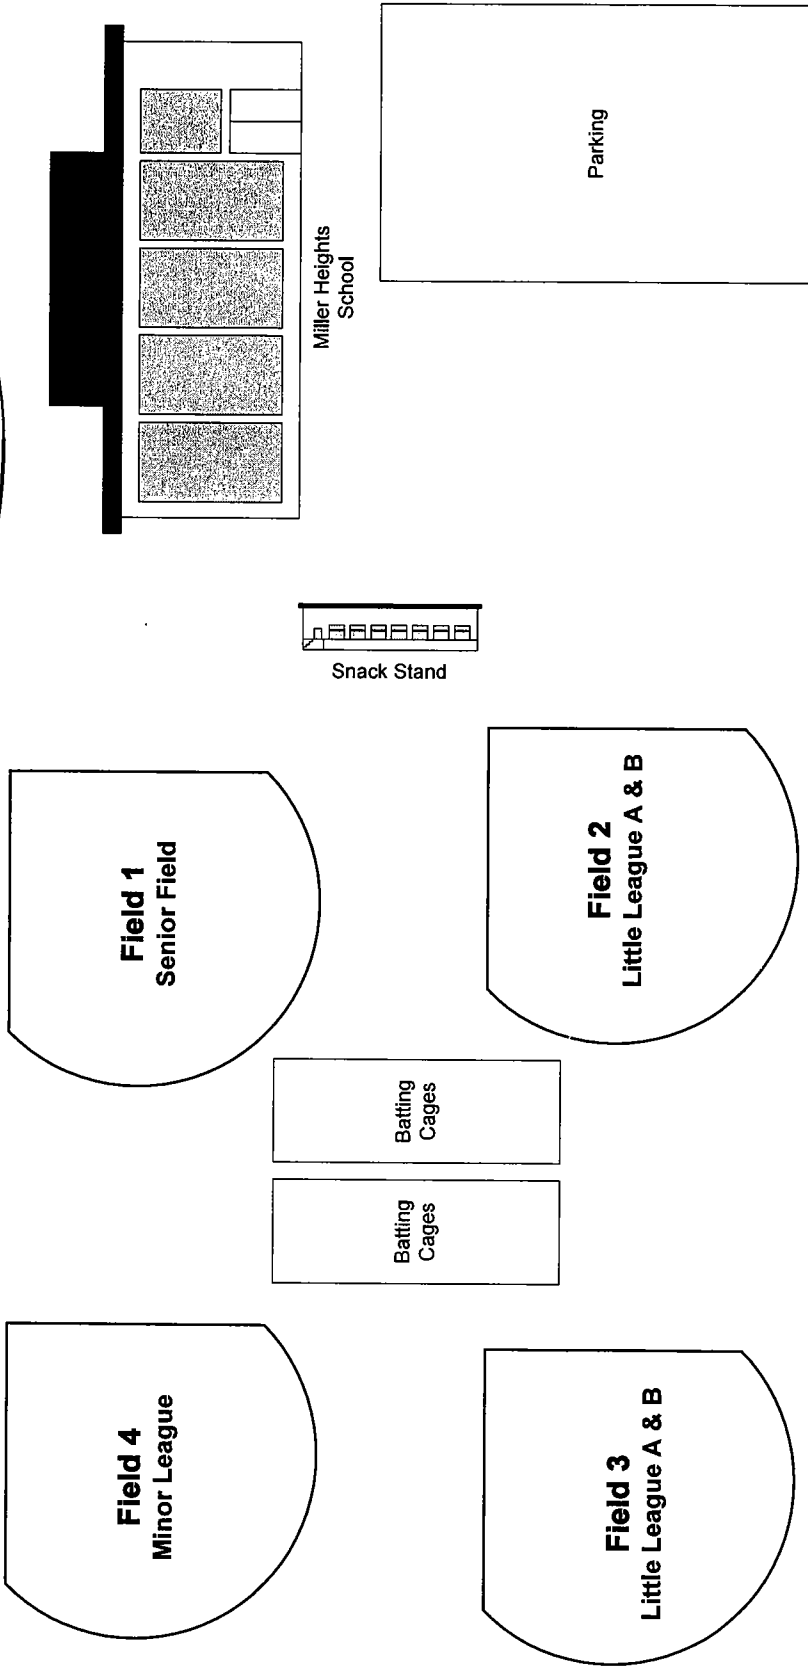 Parking
Miller Heights
School
Snack Stand
Field 1
Senior Field
Field 2
Little League A & B
Batting
Cages
Batting
Cages
Field 4
Minor League
Field 3
Little League A & B